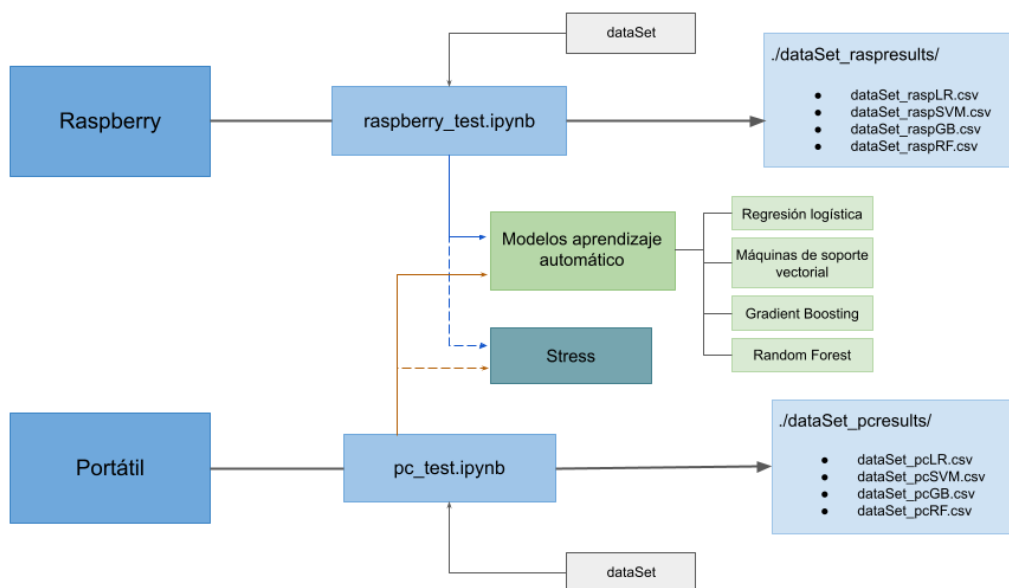 dataSet
Raspberry
raspberry_test.ipynb
./dataSet_raspresults/
● dataSet_raspLR.csv
● dataSet_raspSVM.csv
● dataSet_raspGB.csv
● dataSet_raspRF.csv
Modelos aprendizaje
automático
Regresión logística
Máquinas de soporte
vectorial
Gradient Boosting
Random Forest
Stress
Portátil
pc_test.ipynb
./dataSet_pcresults/
● dataSet_pcLR.csv
● dataSet_pcSVM.csv
● dataSet_pcGB.csv
● dataSet_pcRF.csv
dataSet